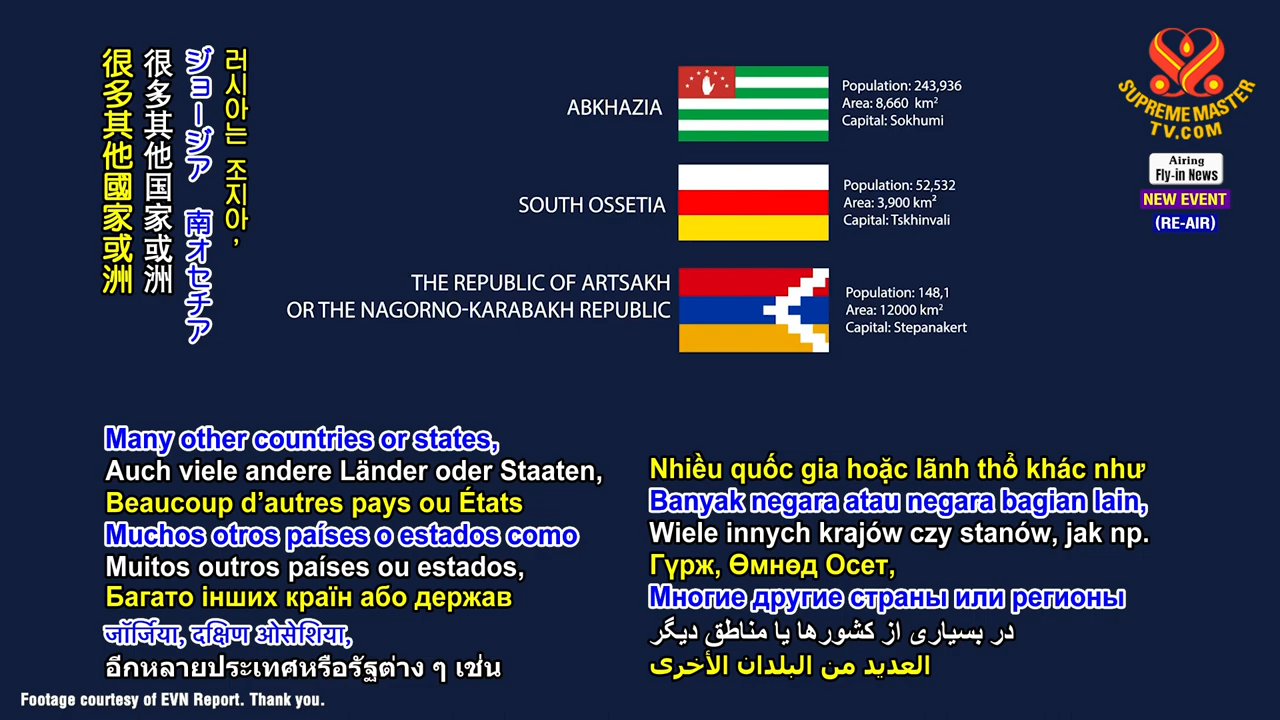 很多其他國家或洲
很多其他国家或洲
ジョージア　南オセチア
러시아는 조지아,
ABKHAZIA
Population: 243,936
Area: 8,660 km²
Capital: Sokhumi
SOUTH OSSETIA
Population: 52,532
Area: 3,900 km²
Capital: Tskhinvali
THE REPUBLIC OF ARTSAKH
OR THE NAGORNO-KARABAKH REPUBLIC
Population: 148,1
Area: 12000 km²
Capital: Stepanakert
SUPREME MASTER
TV.COM
Airing
Fly-in News
NEW EVENT
(RE-AIR)
Many other countries or states,
Auch viele andere Länder oder Staaten,
Beaucoup d’autres pays ou États
Muchos otros países o estados como
Muitos outros países ou estados,
Багато інших країн або держав
जॉर्जिया, दक्षिण ओसेशिया,
อีกหลายประเทศหรือรัฐต่าง ๆ เช่น
Nhiều quốc gia hoặc lãnh thổ khác như
Banyak negara atau negara bagian lain,
Wiele innych krajów czy stanów, jak np.
Гүрж, Өмнөд Осет,
Многие другие страны или регионы
در بسیاری از کشورها یا مناطق دیگر
العديد من البلدان الأخرى
Footage courtesy of EVN Report. Thank you.